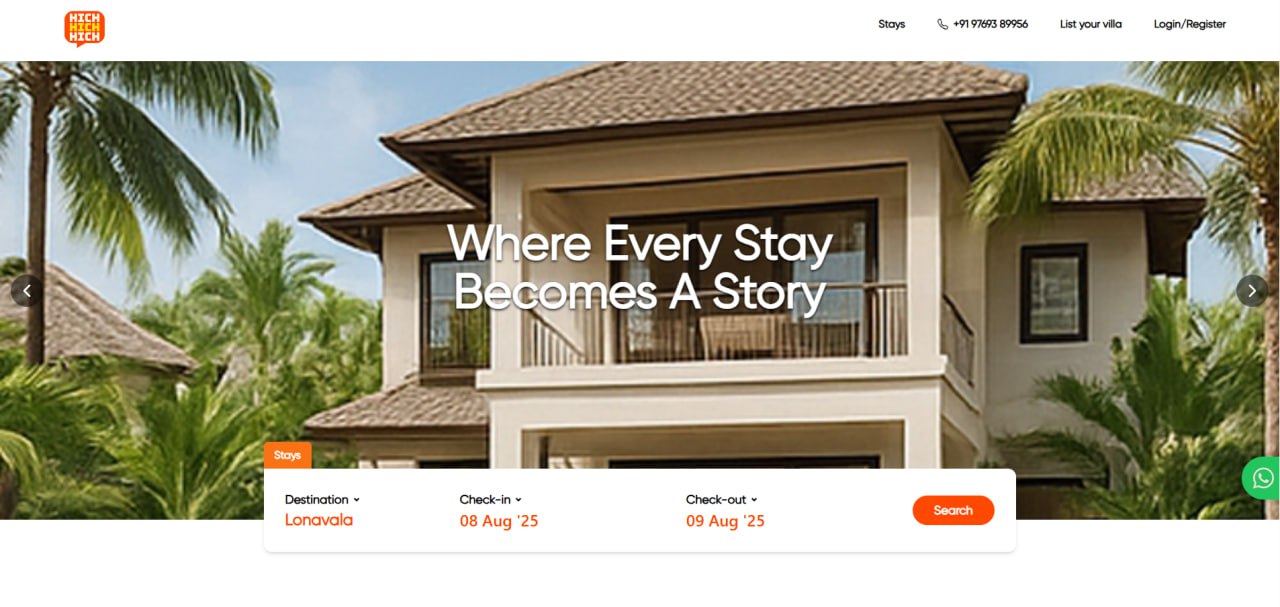 HICH
HICH
HICH
Stays
+91 97693 89956
List your villa
Login/Register
Where Every Stay
Becomes A Story
Stays
Destination
Check-in
Check-out
Lonavala
08 Aug '25
09 Aug '25
Search